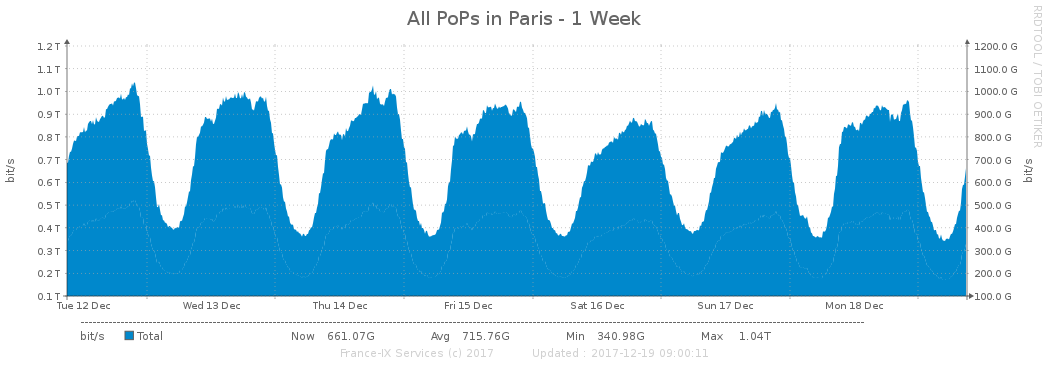 All PoPs in Paris - 1 Week
RRDTOOL / TOBI OETIKER
bit/s
1.2 T
1.1 T
1.0 T
0.9 T
0.8 T
0.7 T
0.6 T
0.5 T
0.4 T
0.3 T
0.2 T
0.1 T
1200.0 G
1100.0 G
1000.0 G
900.0 G
800.0 G
700.0 G
600.0 G
500.0 G
400.0 G
300.0 G
200.0 G
100.0 G
bit/s
Tue 12 Dec Wed 13 Dec Thu 14 Dec Fri 15 Dec Sat 16 Dec Sun 17 Dec Mon 18 Dec
bit/s Total Now 661.07G Avg 715.76G Min 340.98G Max 1.04T
France-IX Services (c) 2017 Updated : 2017-12-19 09:00:11